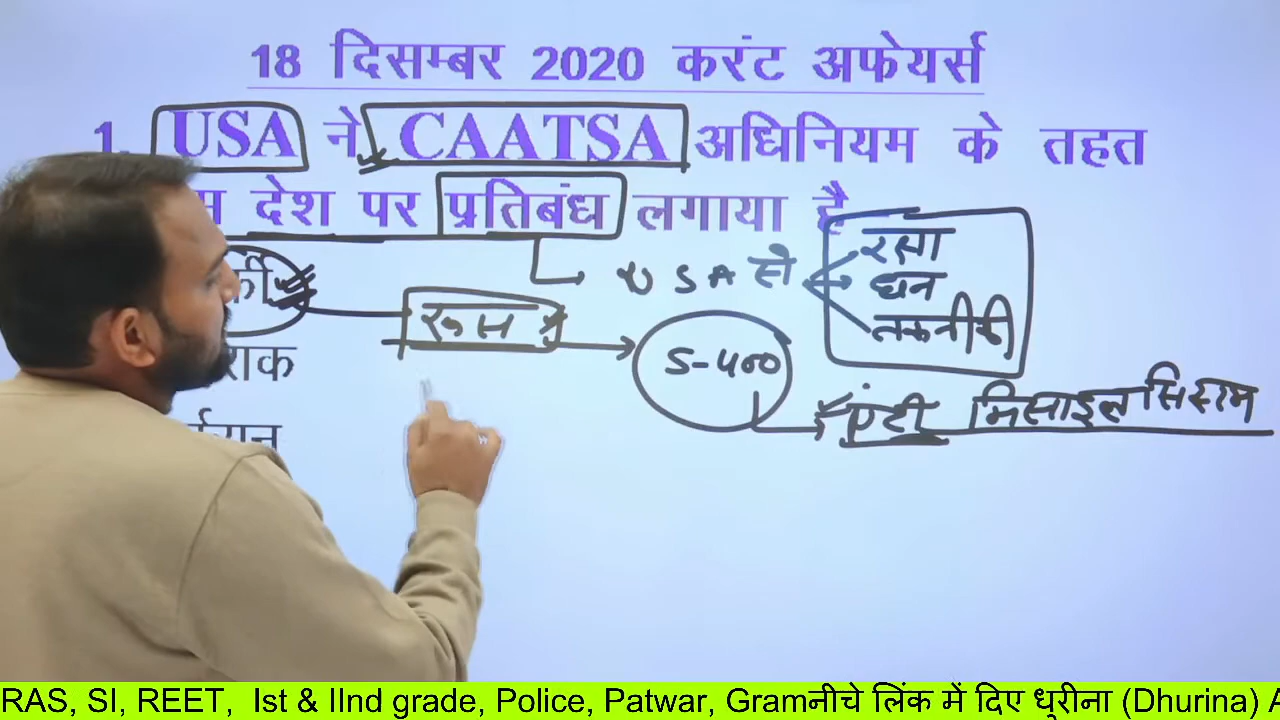 18 दिसम्बर 2020 करंट अफेयर्स
1. USA ने CAATSA अधिनियम के तहत
देश पर प्रतिबंध लगाया है
USA से
रक्षा
धन
तकनीकी
रूस
S-400
एंटी मिसाइल सिस्टम
RAS, SI, REET, Ist & IInd grade, Police, Patwar, Gramनीचे लिंक में दिए धुरीना (Dhurina) A